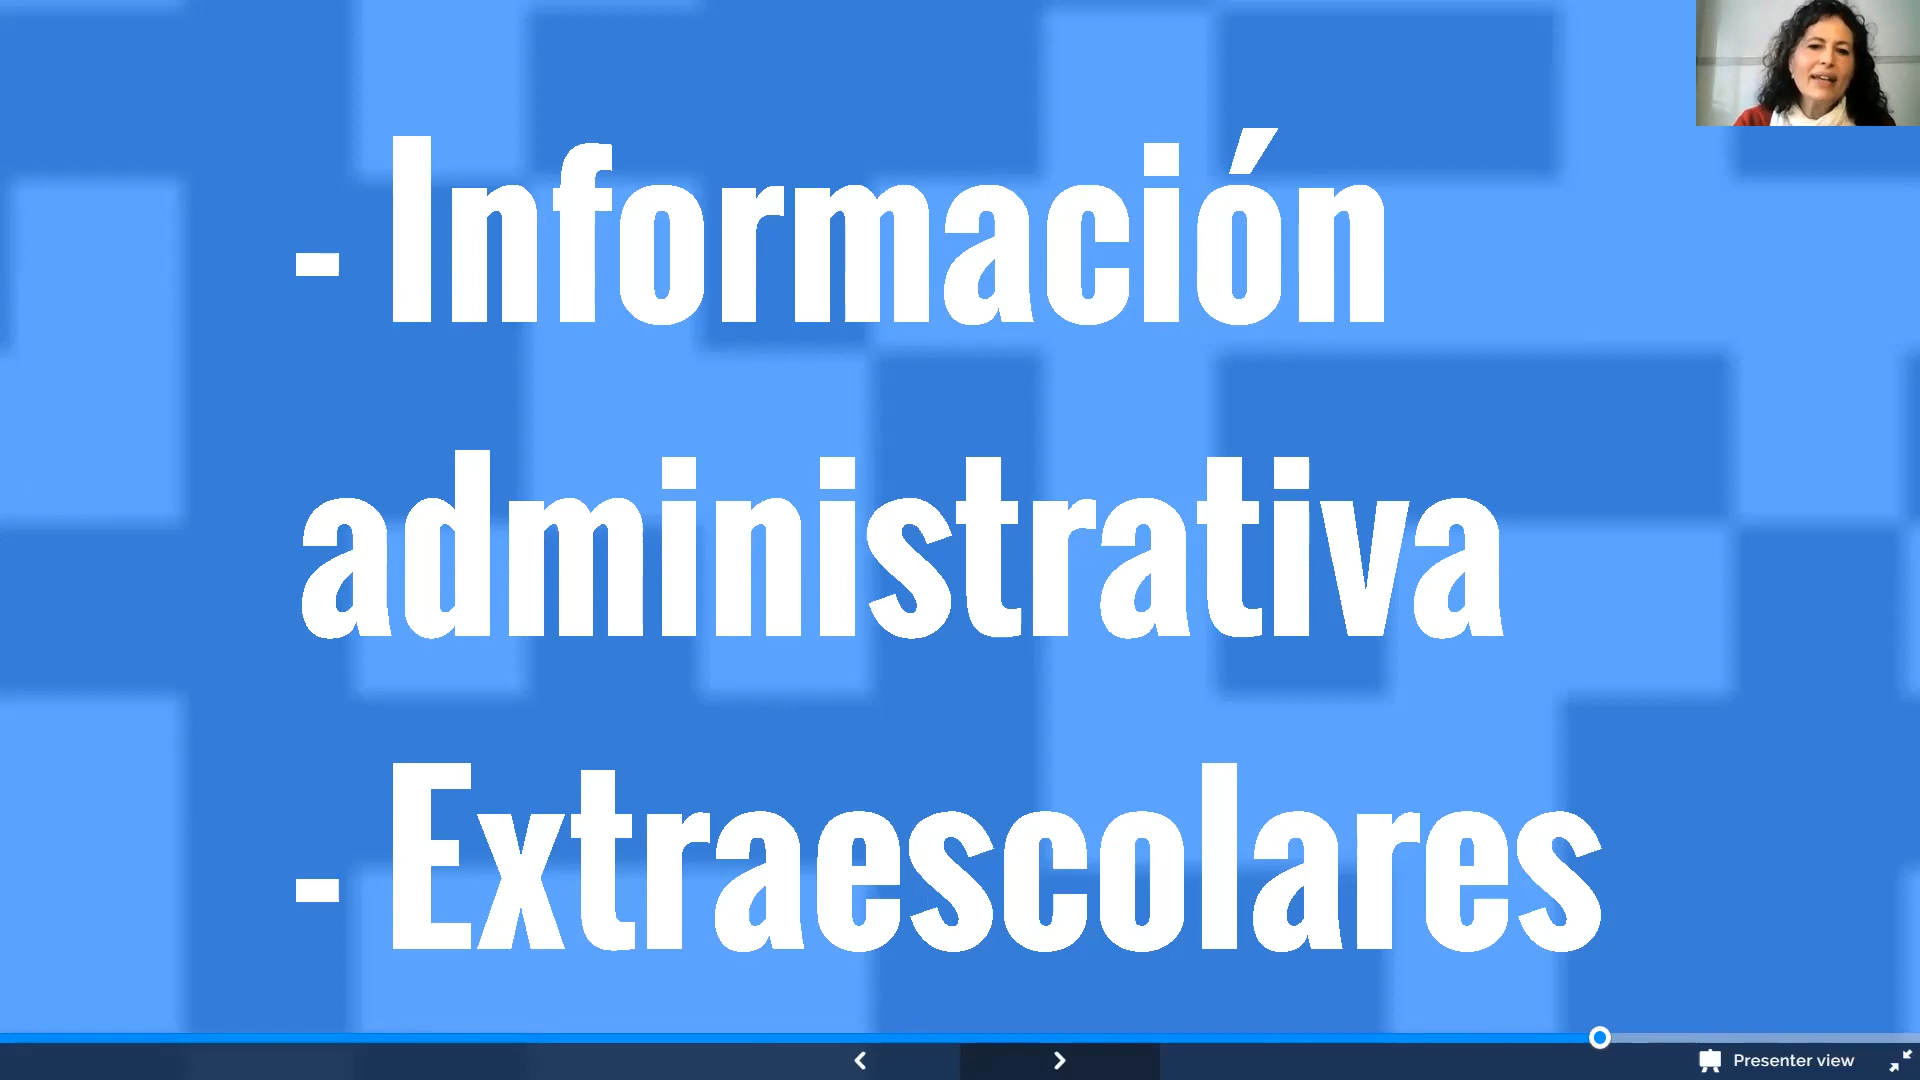 - Información
administrativa
- Extraescolares
Presenter view